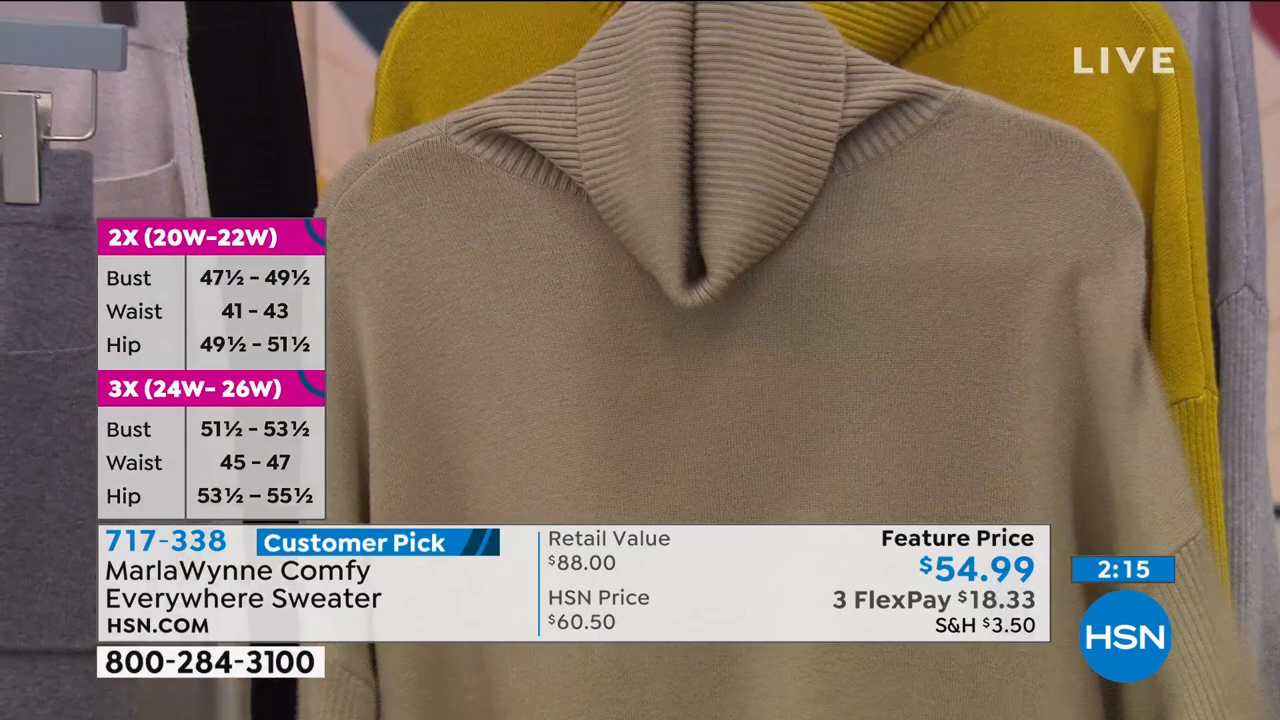 LIVE
2X (20W-22W)
Bust 47½ - 49½
Waist 41 - 43
Hip 49½ - 51½
3X (24W- 26W)
Bust 51½ - 53½
Waist 45 - 47
Hip 53½ - 55½
717-338 Customer Pick
MarlaWynne Comfy
Everywhere Sweater
HSN.COM
Retail Value
$88.00
HSN Price
$60.50
Feature Price
$54.99
3 FlexPay $18.33
S&H $3.50
2:15
HSN
800-284-3100